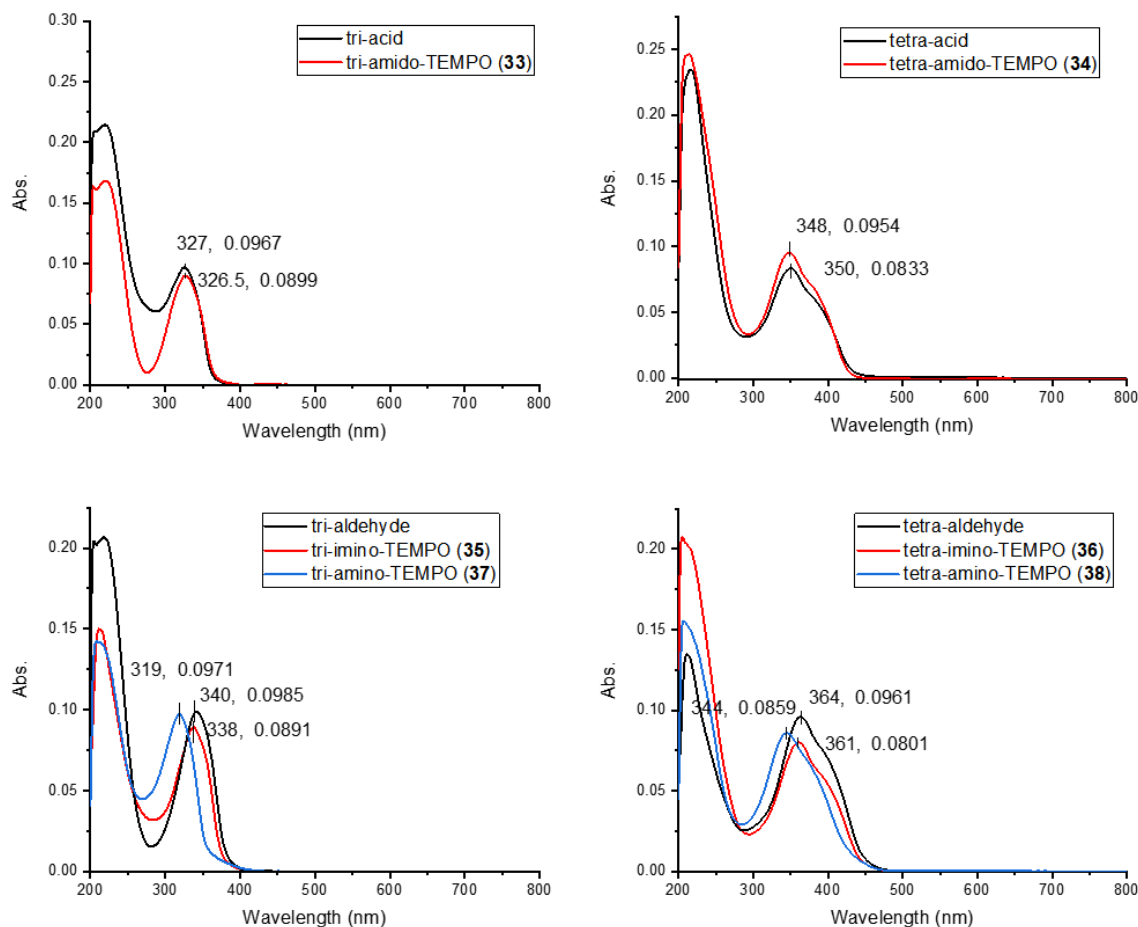 tri-acid
tri-amido-TEMPO (33)
0.30
0.25
0.20
0.15
0.10
0.05
0.00
Abs.
327, 0.0967
326.5, 0.0899
200 300 400 500 600 700 800
Wavelength (nm)
tetra-acid
tetra-amido-TEMPO (34)
0.25
0.20
0.15
0.10
0.05
0.00
Abs.
348, 0.0954
350, 0.0833
200 300 400 500 600 700 800
Wavelength (nm)
tri-aldehyde
tri-imino-TEMPO (35)
tri-amino-TEMPO (37)
0.20
0.15
0.10
0.05
0.00
Abs.
319, 0.0971
340, 0.0985
338, 0.0891
200 300 400 500 600 700 800
Wavelength (nm)
tetra-aldehyde
tetra-imino-TEMPO (36)
tetra-amino-TEMPO (38)
0.20
0.15
0.10
0.05
0.00
Abs.
344, 0.0859
364, 0.0961
361, 0.0801
200 300 400 500 600 700 800
Wavelength (nm)